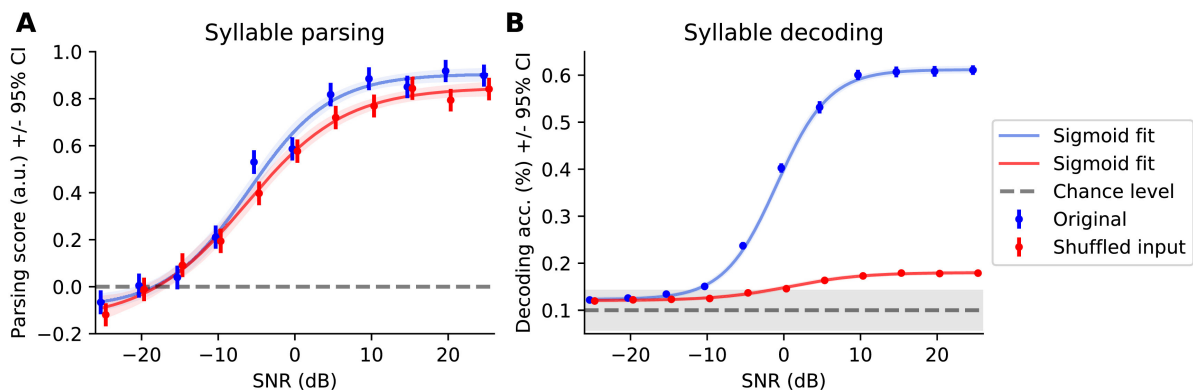 A
Syllable parsing
Parsing score (a.u.) +/- 95% CI
1.0
0.8
0.6
0.4
0.2
0.0
−0.2
−20
−10
0
10
20
SNR (dB)
B
Syllable decoding
Decoding acc. (%) +/- 95% CI
0.6
0.5
0.4
0.3
0.2
0.1
−20
−10
0
10
20
SNR (dB)
Sigmoid fit
Sigmoid fit
Chance level
Original
Shuffled input